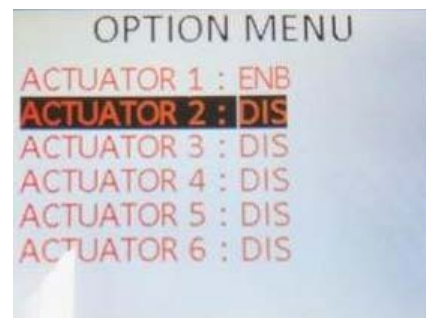 OPTION MENU
ACTUATOR 1 : ENB
ACTUATOR 2 : DIS
ACTUATOR 3 : DIS
ACTUATOR 4 : DIS
ACTUATOR 5 : DIS
ACTUATOR 6 : DIS